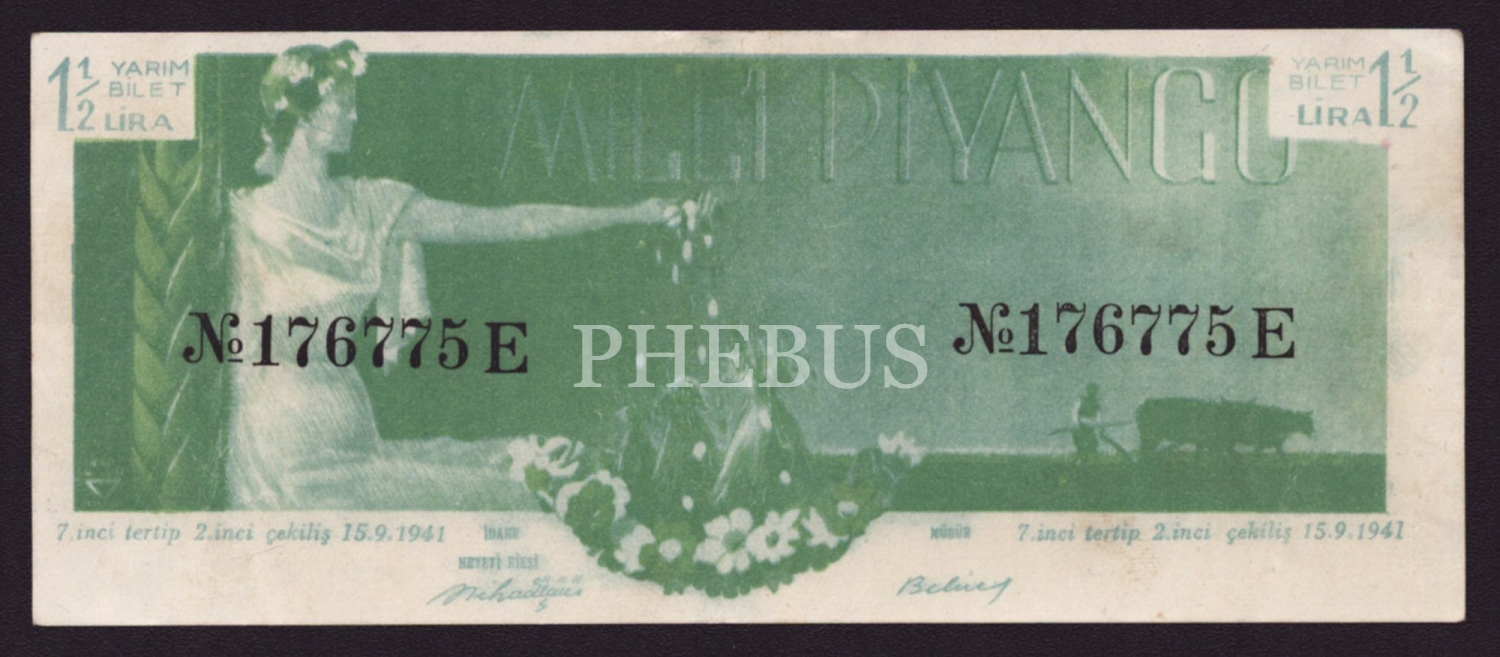 1 1/2 YARIM BİLET LİRA
YARIM BİLET LİRA 1 1/2
MİLLİ PİYANGO
№176775 E
PHEBUS
№176775 E
7.inci tertip 2.inci çekiliş 15.9.1941
İDARE
HEYETİ REİSİ
MÜDÜR
7.inci tertip 2.inci çekiliş 15.9.1941